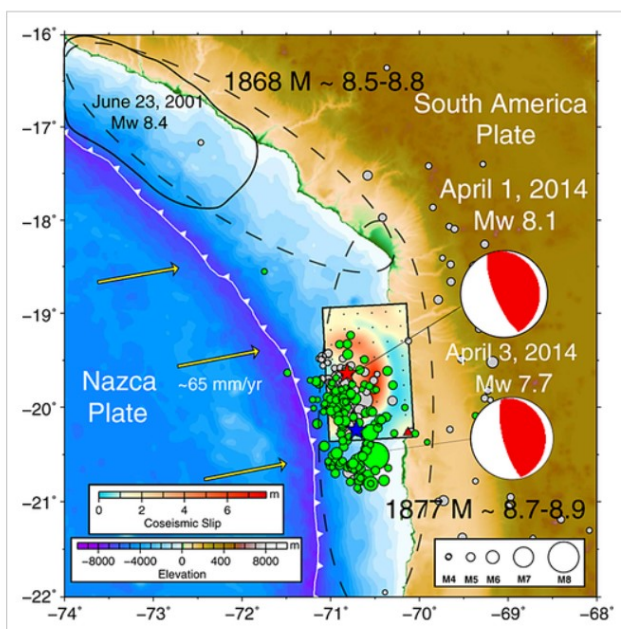 −16°
−17°
−18°
−19°
−20°
−21°
−22°
−74°
−73°
−72°
−71°
−70°
−69°
−68°
June 23, 2001
Mw 8.4
1868 M ~ 8.5-8.8
South America
Plate
April 1, 2014
Mw 8.1
April 3, 2014
Mw 7.7
Nazca
Plate
~65 mm/yr
1877 M ~ 8.7-8.9
m
0 2 4 6
Coseismic Slip
m
−8000 −4000 0 4000 8000
Elevation
M4 M5 M6 M7 M8